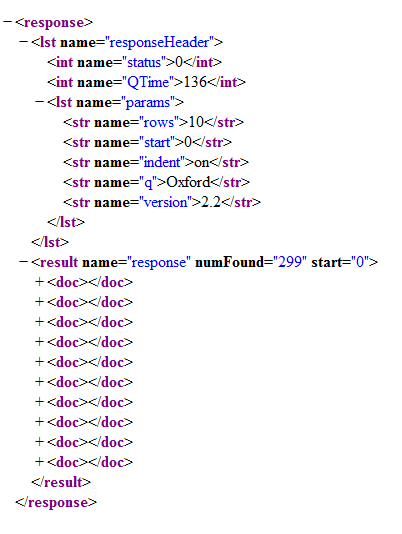 −<response>
−<lst name="responseHeader">
<int name="status">0</int>
<int name="QTime">136</int>
−<lst name="params">
<str name="rows">10</str>
<str name="start">0</str>
<str name="indent">on</str>
<str name="q">Oxford</str>
<str name="version">2.2</str>
</lst>
</lst>
−<result name="response" numFound="299" start="0">
+<doc></doc>
+<doc></doc>
+<doc></doc>
+<doc></doc>
+<doc></doc>
+<doc></doc>
+<doc></doc>
+<doc></doc>
+<doc></doc>
+<doc></doc>
</result>
</response>